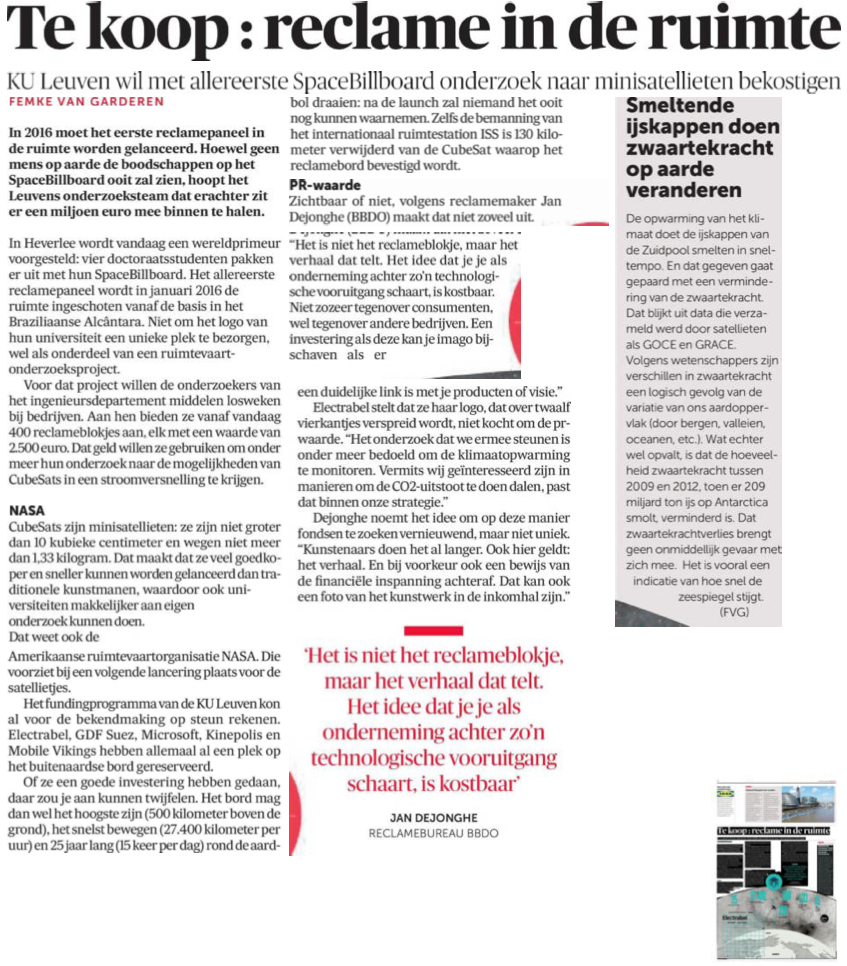 Te koop : reclame in de ruimte
KU Leuven wil met allereerste SpaceBillboard onderzoek naar minisatellieten bekostigen
FEMKE VAN GARDEREN
In 2016 moet het eerste reclamepaneel in
de ruimte worden gelanceerd. Hoewel geen
mens op aarde de boodschappen op het
SpaceBillboard ooit zal zien, hoopt het
Leuvens onderzoeksteam dat erachter zit
er een miljoen euro mee binnen te halen.
In Heverlee wordt vandaag een wereldprimeur
voorgesteld: vier doctoraatsstudenten pakken
er uit met hun SpaceBillboard. Het allereerste
reclamepaneel wordt in januari 2016 de
ruimte ingeschoten vanaf de basis in het
Braziliaanse Alcântara. Niet om het logo van
hun universiteit een unieke plek te bezorgen,
wel als onderdeel van een ruimtevaart-
onderzoeksproject.
Voor dat project willen de onderzoekers van
het ingenieursdepartement middelen losweken
bij bedrijven. Aan hen bieden ze vanaf vandaag
400 reclameblokjes aan, elk met een waarde van
2.500 euro. Dat geld willen ze gebruiken om onder
meer hun onderzoek naar de mogelijkheden van
CubeSats in een stroomversnelling te krijgen.
NASA
CubeSats zijn minisatellieten: ze zijn niet groter
dan 10 kubieke centimeter en wegen niet meer
dan 1,33 kilogram. Dat maakt dat ze veel goedko-
per en sneller kunnen worden gelanceerd dan tra-
ditionele kunstmanen, waardoor ook uni-
versiteiten makkelijker aan eigen
onderzoek kunnen doen.
Dat weet ook de
Amerikaanse ruimtevaartorganisatie NASA. Die
voorziet bij een volgende lancering plaats voor de
satellietjes.
Het fundingprogramma van de KU Leuven kon
al voor de bekendmaking op steun rekenen.
Electrabel, GDF Suez, Microsoft, Kinepolis en
Mobile Vikings hebben allemaal al een plek op
het buitenaardse bord gereserveerd.
Of ze een goede investering hebben gedaan,
daar zou je aan kunnen twijfelen. Het bord mag
dan wel het hoogste zijn (500 kilometer boven de
grond), het snelst bewegen (27.400 kilometer per
uur) en 25 jaar lang (15 keer per dag) rond de aard-
bol draaien: na de launch zal niemand het ooit
nog kunnen waarnemen. Zelfs de bemanning van
het internationaal ruimtestation ISS is 130 kilo-
meter verwijderd van de CubeSat waarop het
reclamebord bevestigd wordt.
PR-waarde
Zichtbaar of niet, volgens reclamemaker Jan
Dejonghe (BBDO) maakt dat niet zoveel uit.
“Het is niet het reclameblokje, maar het
verhaal dat telt. Het idee dat je je als
onderneming achter zo’n technologi-
sche vooruitgang schaart, is kostbaar.
Niet zozeer tegenover consumenten,
wel tegenover andere bedrijven. Een
investering als deze kan je imago bij-
schaven als er
een duidelijke link is met je producten of visie.”
Electrabel stelt dat ze haar logo, dat over twaalf
vierkantjes verspreid wordt, niet kocht om de pr-
waarde. “Het onderzoek dat we ermee steunen is
onder meer bedoeld om de klimaatopwarming
te monitoren. Vermits wij geïnteresseerd zijn in
manieren om de CO2-uitstoot te doen dalen, past
dat binnen onze strategie.”
Dejonghe noemt het idee om op deze manier
fondsen te zoeken vernieuwend, maar niet uniek.
“Kunstenaars doen het al langer. Ook hier geldt:
het verhaal. En bij voorkeur ook een bewijs van
de financiële inspanning achteraf. Dat kan ook
een foto van het kunstwerk in de inkomhal zijn.”
‘Het is niet het reclameblokje,
maar het verhaal dat telt.
Het idee dat je je als
onderneming achter zo’n
technologische vooruitgang
schaart, is kostbaar’
JAN DEJONGHE
RECLAMEBUREAU BBDO
Smeltende
ijskappen doen
zwaartekracht
op aarde
veranderen
De opwarming van het kli-
maat doet de ijskappen van
de Zuidpool smelten in snel-
tempo. En dat gegeven gaat
gepaard met een verminde-
ring van de zwaartekracht.
Dat blijkt uit data die verza-
meld werd door satellieten
als GOCE en GRACE.
Volgens wetenschappers zijn
verschillen in zwaartekracht
een logisch gevolg van de
variatie van ons aardopper-
vlak (door bergen, valleien,
oceanen, etc.). Wat echter
wel opvalt, is dat de hoeveel-
heid zwaartekracht tussen
2009 en 2012, toen er 209
miljard ton ijs op Antarctica
smolt, verminderd is. Dat
zwaartekrachtverlies brengt
geen onmiddellijk gevaar met
zich mee. Het is vooral een
indicatie van hoe snel de
zeespiegel stijgt.
(FVG)
Te koop : reclame in de ruimte
Electrabel